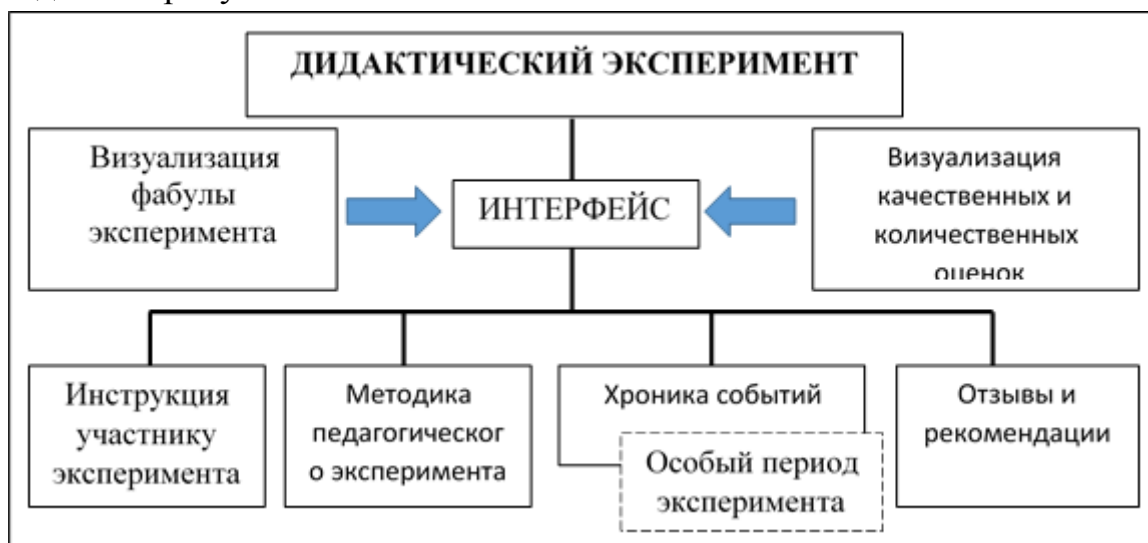 ДИДАКТИЧЕСКИЙ ЭКСПЕРИМЕНТ
Визуализация
фабулы
эксперимента
ИНТЕРФЕЙС
Визуализация
качественных и
количественных
оценок
Инструкция
участнику
эксперимента
Методика
педагогическог
о эксперимента
Хроника событий
Особый период
эксперимента
Отзывы и
рекомендации